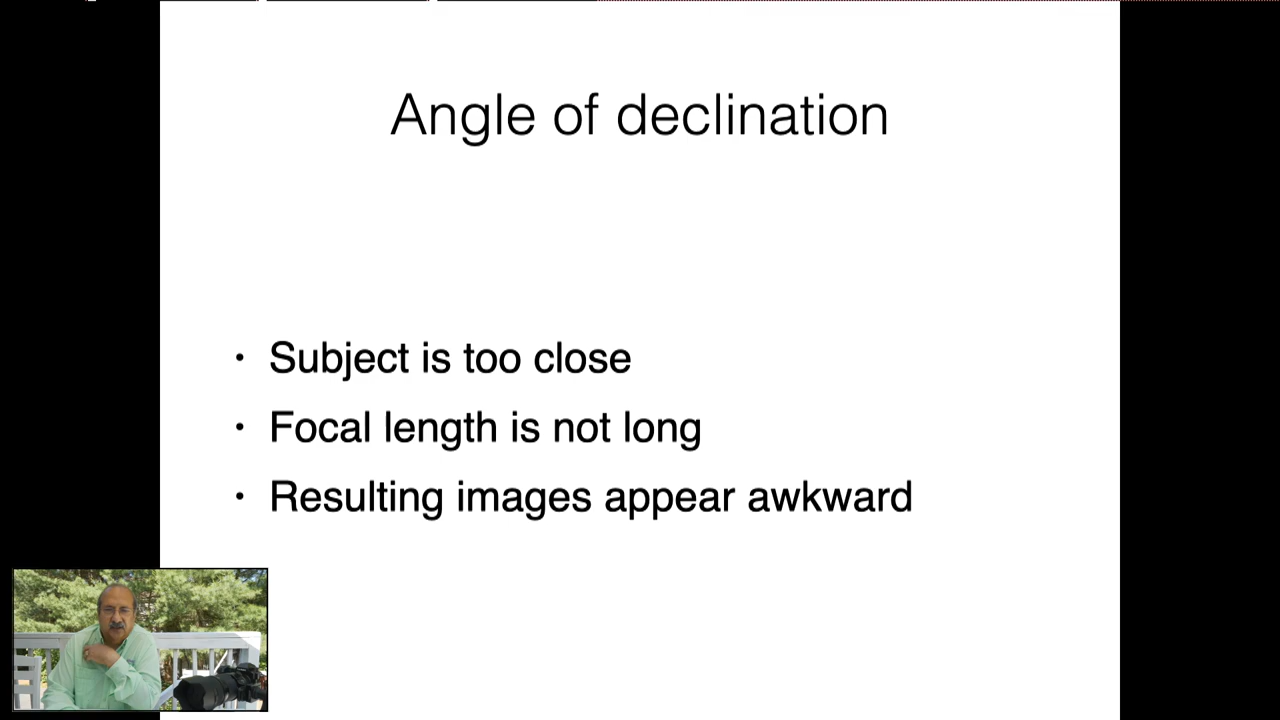 Angle of declination
• Subject is too close
• Focal length is not long
• Resulting images appear awkward